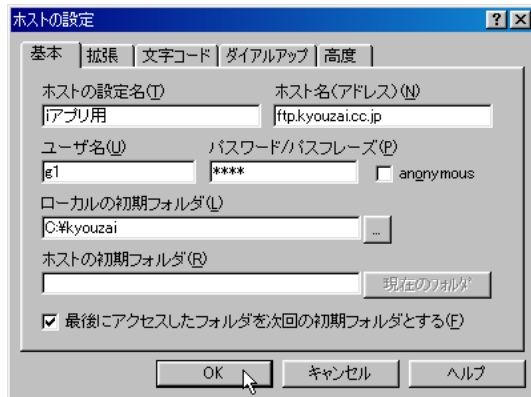 ホストの設定
基本 拡張 文字コード ダイアルアップ 高度
ホストの設定名(T) ホスト名(アドレス)(N)
iアプリ用 ftp.kyouzai.cc.jp
ユーザ名(U) パスワード/パスフレーズ(P)
g1 **** anonymous
ローカルの初期フォルダ(L)
C:¥kyouzai ...
ホストの初期フォルダ(R)
現在のフォルダ
最後にアクセスしたフォルダを次回の初期フォルダとする(F)
OK キャンセル ヘルプ